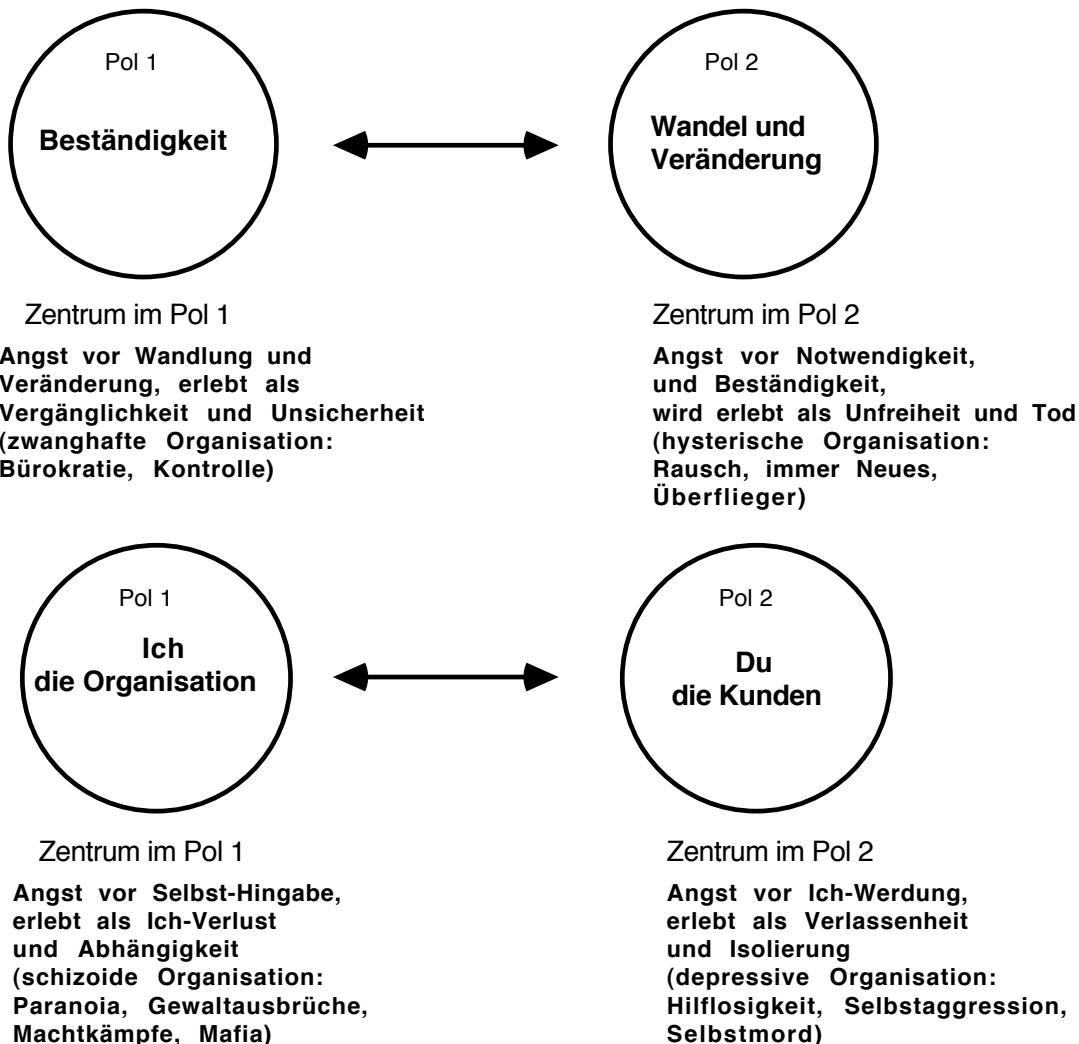 Pol 1
Beständigkeit
Pol 2
Wandel und
Veränderung
Zentrum im Pol 1
Angst vor Wandlung und
Veränderung, erlebt als
Vergänglichkeit und Unsicherheit
(zwanghafte Organisation:
Bürokratie, Kontrolle)
Zentrum im Pol 2
Angst vor Notwendigkeit,
und Beständigkeit,
wird erlebt als Unfreiheit und Tod
(hysterische Organisation:
Rausch, immer Neues,
Überflieger)
Pol 1
Ich
die Organisation
Pol 2
Du
die Kunden
Zentrum im Pol 1
Angst vor Selbst-Hingabe,
erlebt als Ich-Verlust
und Abhängigkeit
(schizoide Organisation:
Paranoia, Gewaltausbrüche,
Machtkämpfe, Mafia)
Zentrum im Pol 2
Angst vor Ich-Werdung,
erlebt als Verlassenheit
und Isolierung
(depressive Organisation:
Hilflosigkeit, Selbstaggression,
Selbstmord)